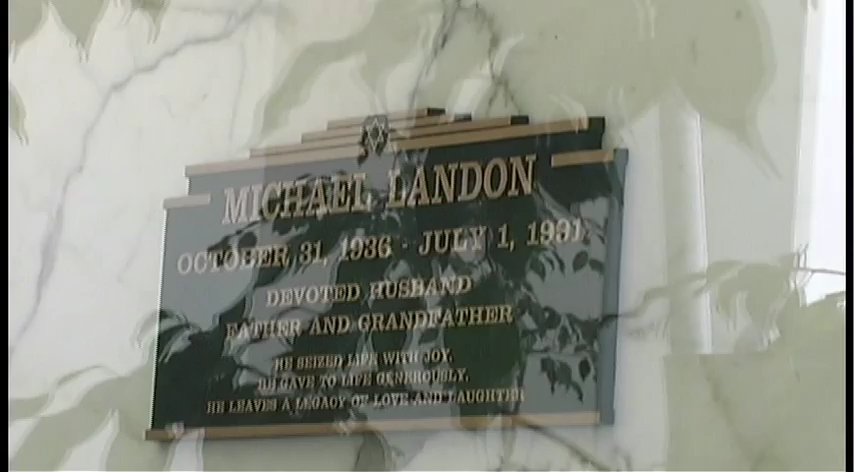 MICHAEL LANDON
OCTOBER 31, 1936 - JULY 1, 1991
DEVOTED HUSBAND
FATHER AND GRANDFATHER
HE SEIZED LIFE WITH JOY.
HE GAVE TO LIFE GENEROUSLY.
HE LEAVES A LEGACY OF LOVE AND LAUGHTER